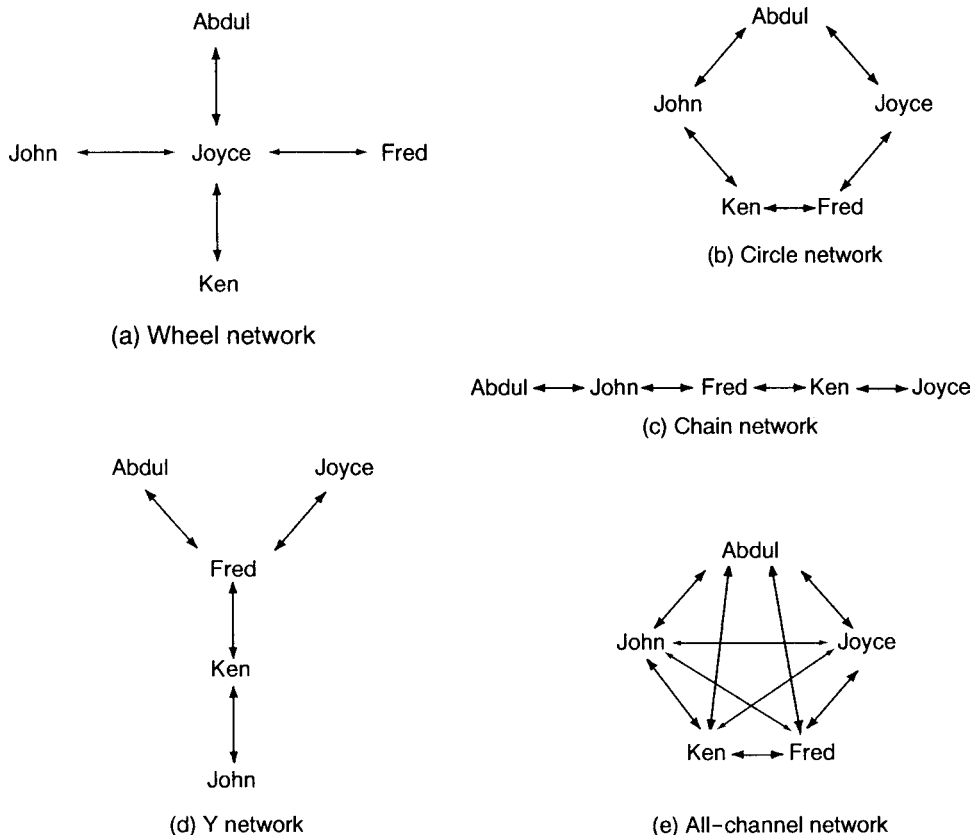 Abdul
John Joyce Fred
Ken
(a) Wheel network
Abdul
John Joyce
Ken Fred
(b) Circle network
Abdul John Fred Ken Joyce
(c) Chain network
Abdul Joyce
Fred
Ken
John
(d) Y network
Abdul
John Joyce
Ken Fred
(e) All-channel network